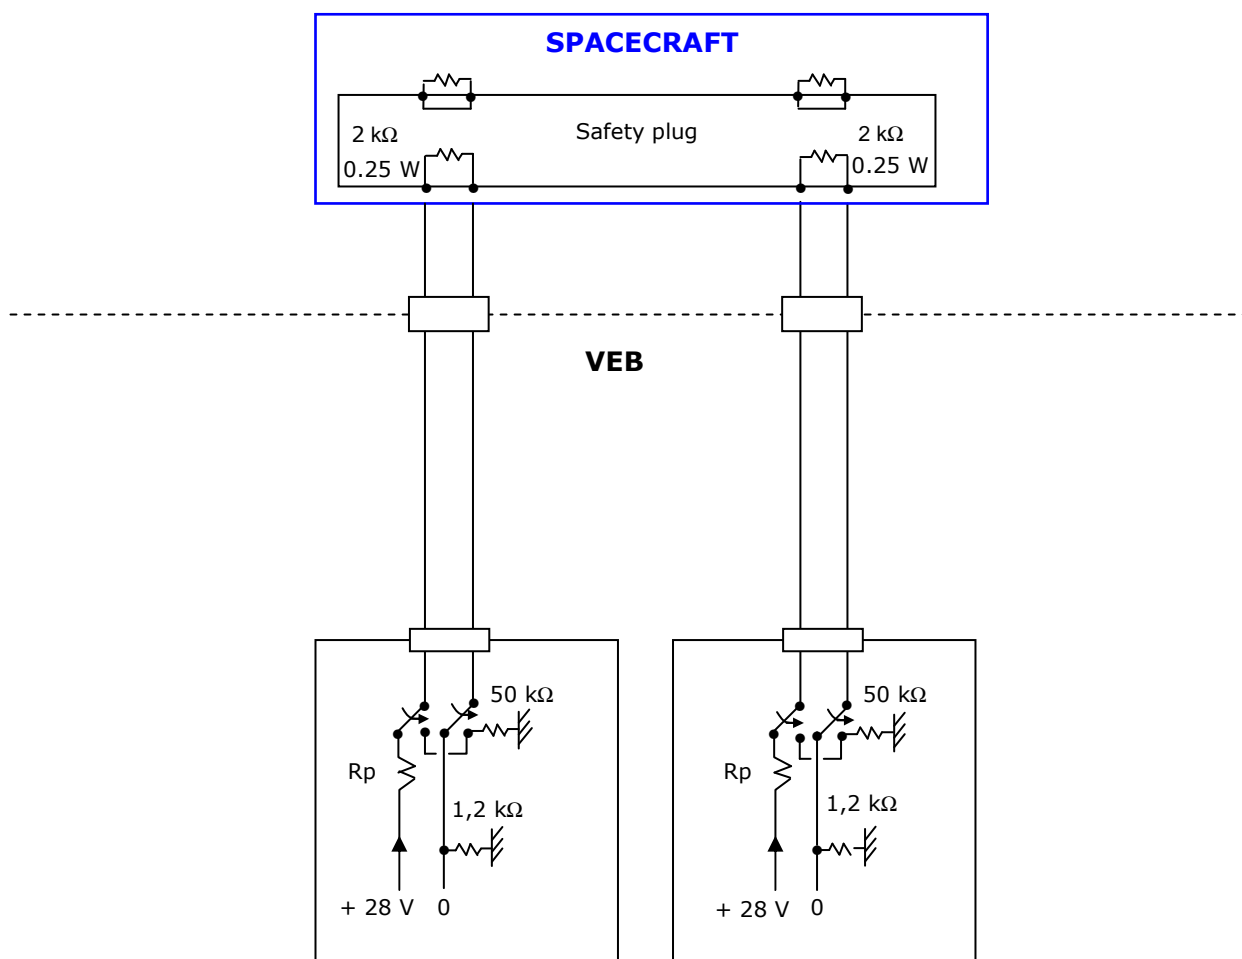 SPACECRAFT
2 kΩ
Safety plug
2 kΩ
0.25 W
0.25 W
VEB
50 kΩ
50 kΩ
Rp
Rp
1,2 kΩ
1,2 kΩ
+ 28 V
0
+ 28 V
0